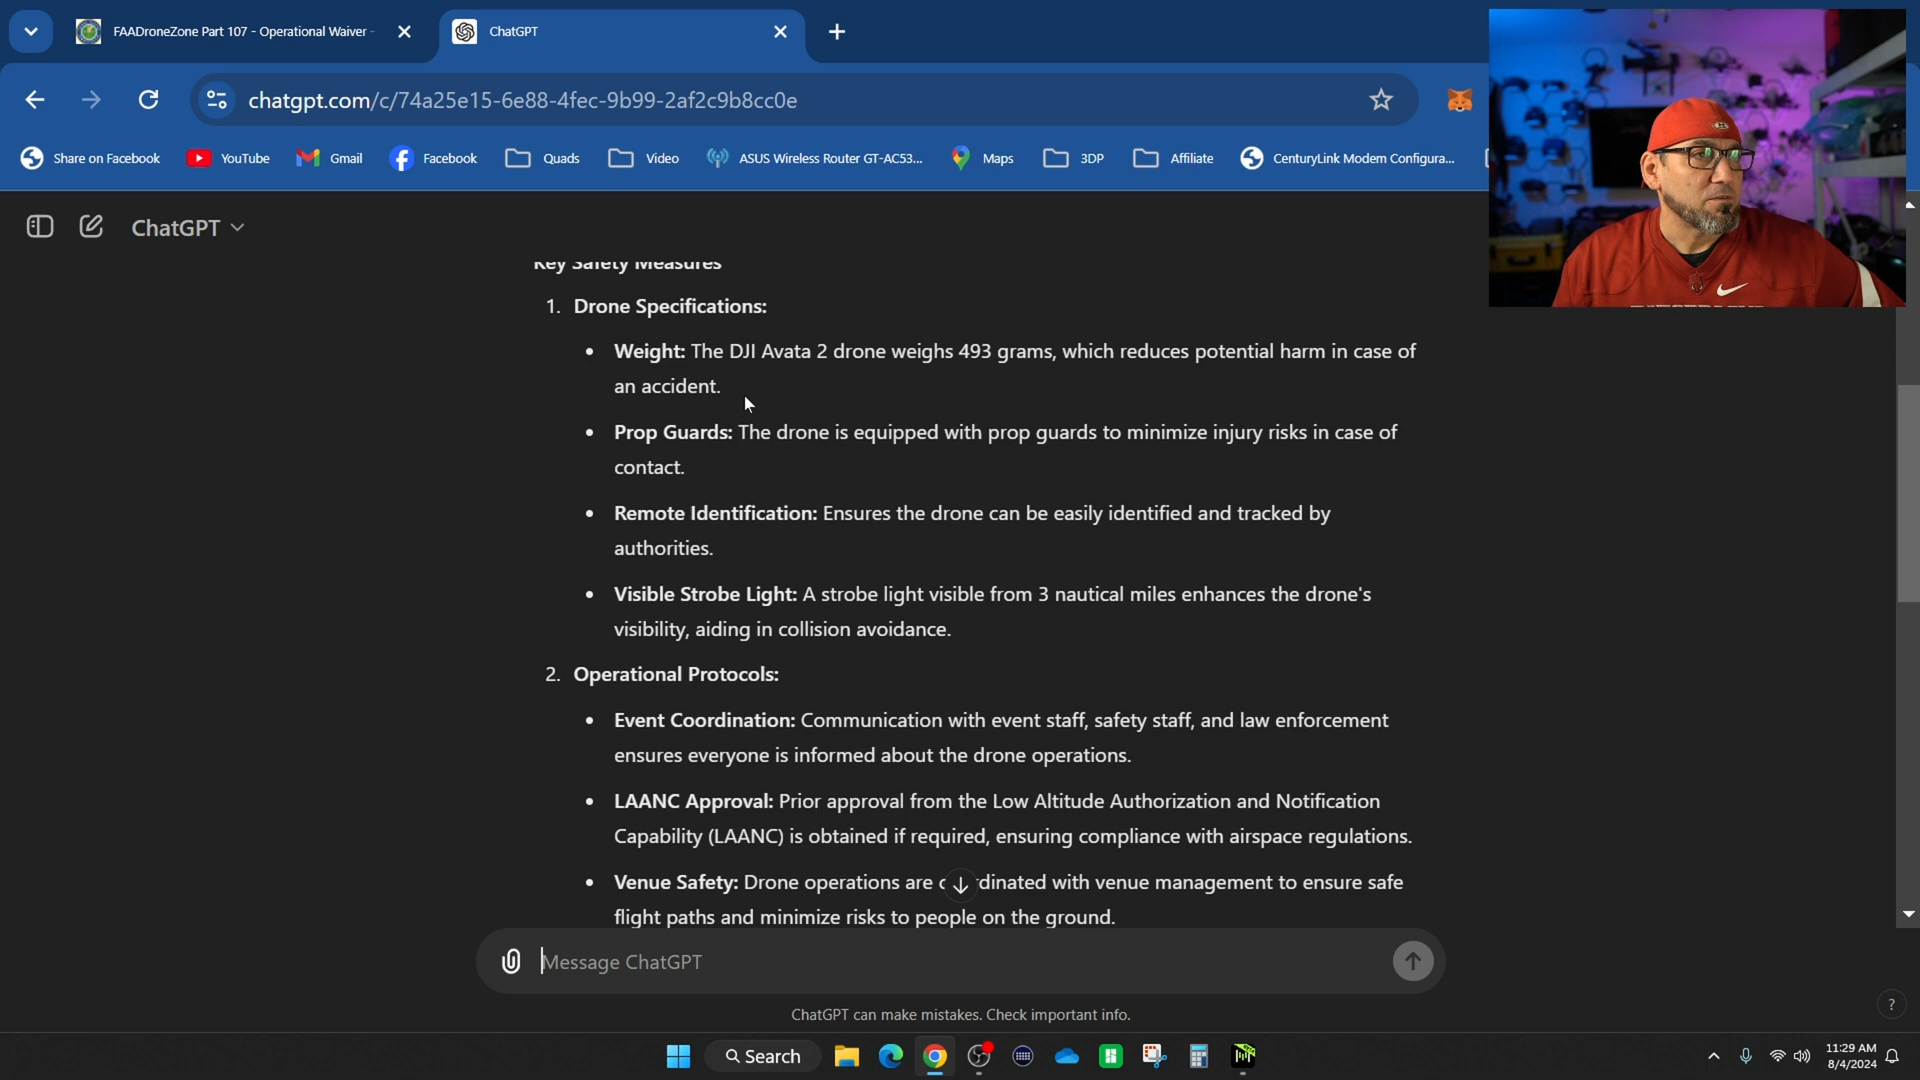 FAADroneZone Part 107 - Operational Waiver -
ChatGPT
chatgpt.com/c/74a25e15-6e88-4fec-9b99-2af2c9b8cc0e
Share on Facebook
YouTube
Gmail
Facebook
Quads
Video
ASUS Wireless Router GT-AC53...
Maps
3DP
Affiliate
CenturyLink Modem Configura...
ChatGPT
Key Safety Measures
1. Drone Specifications:
• Weight: The DJI Avata 2 drone weighs 493 grams, which reduces potential harm in case of
an accident.
• Prop Guards: The drone is equipped with prop guards to minimize injury risks in case of
contact.
• Remote Identification: Ensures the drone can be easily identified and tracked by
authorities.
• Visible Strobe Light: A strobe light visible from 3 nautical miles enhances the drone's
visibility, aiding in collision avoidance.
2. Operational Protocols:
• Event Coordination: Communication with event staff, safety staff, and law enforcement
ensures everyone is informed about the drone operations.
• LAANC Approval: Prior approval from the Low Altitude Authorization and Notification
Capability (LAANC) is obtained if required, ensuring compliance with airspace regulations.
• Venue Safety: Drone operations are coordinated with venue management to ensure safe
flight paths and minimize risks to people on the ground.
Message ChatGPT
ChatGPT can make mistakes. Check important info.
?
Search
11:29 AM
8/4/2024